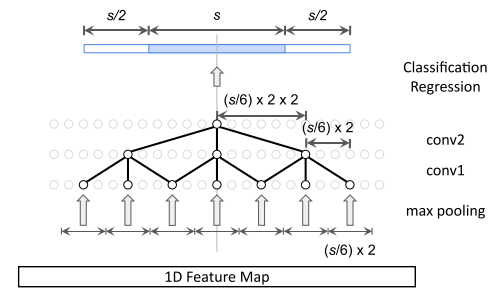 s/2 s s/2
Classification
Regression
(s/6) x 2 x 2
(s/6) x 2
conv2
conv1
max pooling
(s/6) x 2
1D Feature Map